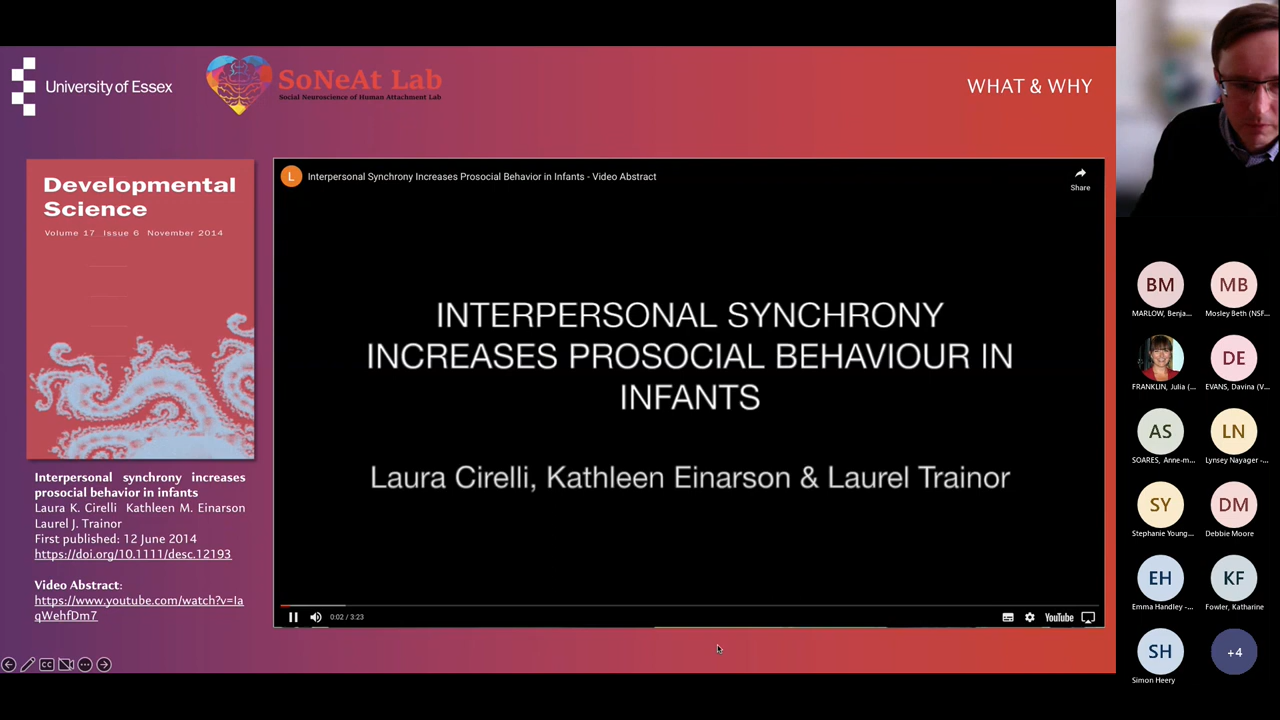 University of Essex
SoNeAt Lab
Social Neuroscience of Human Attachment Lab
WHAT & WHY
Developmental
Science
Volume 17 Issue 6 November 2014
Interpersonal synchrony increases
prosocial behavior in infants
Laura K. Cirelli Kathleen M. Einarson
Laurel J. Trainor
First published: 12 June 2014
https://doi.org/10.1111/desc.12193
Video Abstract:
https://www.youtube.com/watch?v=Ia
qWehfDm7
L
Interpersonal Synchrony Increases Prosocial Behavior in Infants - Video Abstract
Share
INTERPERSONAL SYNCHRONY
INCREASES PROSOCIAL BEHAVIOUR IN
INFANTS
Laura Cirelli, Kathleen Einarson & Laurel Trainor
0:02 / 3:23
YouTube
CC
BM
MB
MARLOW, Benja...
Mosley Beth (NSF...
DE
FRANKLIN, Julia (...
EVANS, Davina (V...
AS
LN
SOARES, Anne-m...
Lynsey Nayager -...
SY
DM
Stephanie Young...
Debbie Moore
EH
KF
Emma Handley -...
Fowler, Katharine
SH
+4
Simon Heery